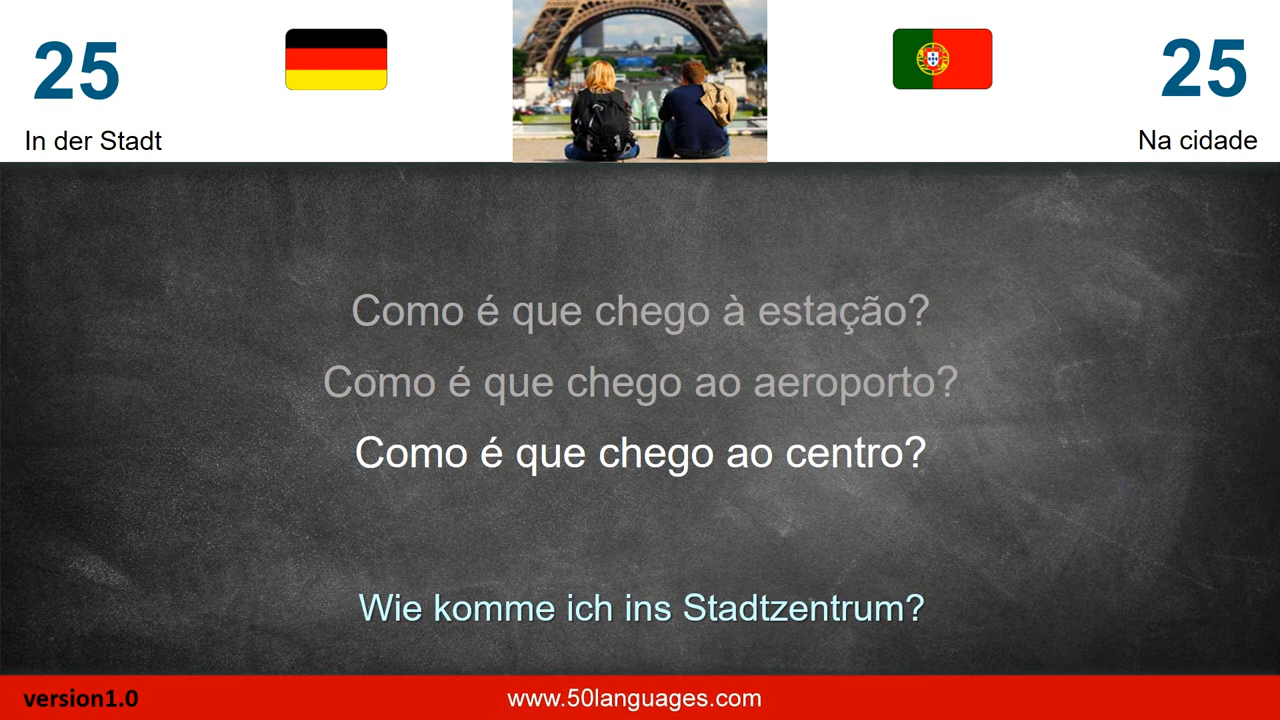 25
25
In der Stadt
Na cidade
Como é que chego à estação?
Como é que chego ao aeroporto?
Como é que chego ao centro?
Wie komme ich ins Stadtzentrum?
version1.0
www.50languages.com